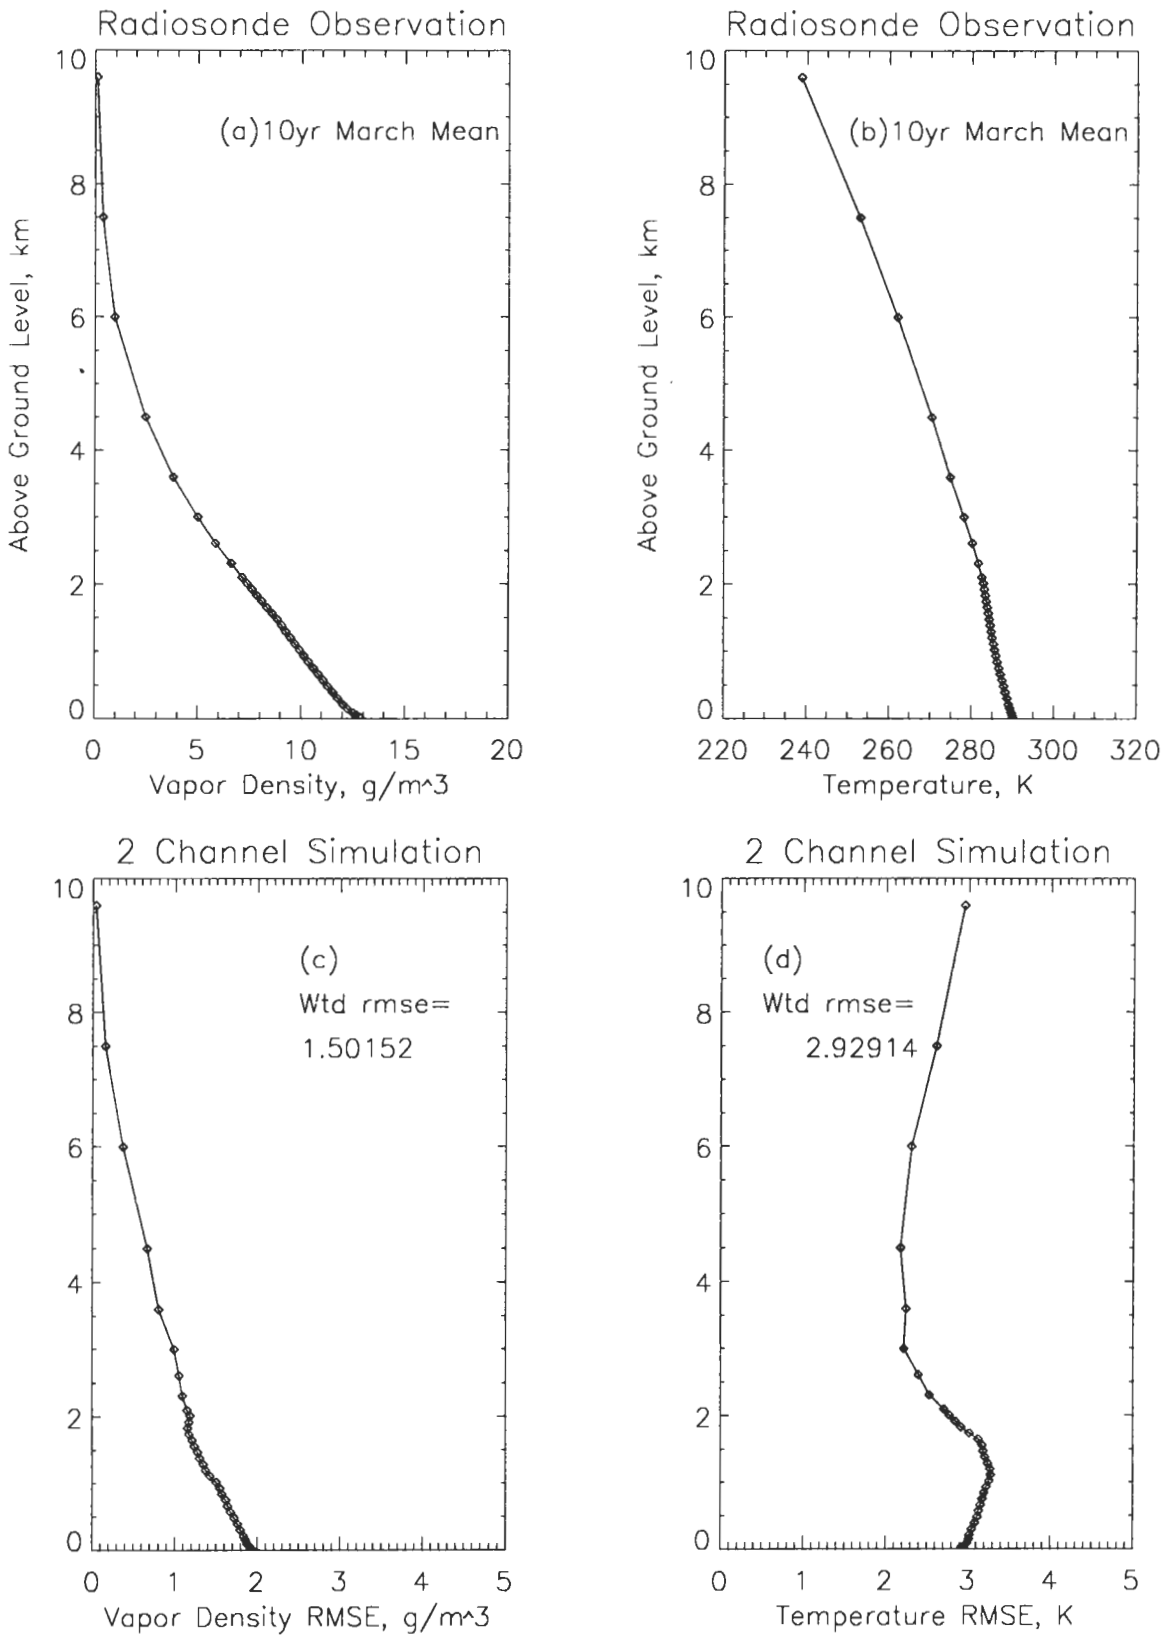 Radiosonde Observation
(a)10yr March Mean
10
8
6
4
2
0
Above Ground Level, km
0 5 10 15 20
Vapor Density, g/m^3
Radiosonde Observation
(b)10yr March Mean
10
8
6
4
2
0
Above Ground Level, km
220 240 260 280 300 320
Temperature, K
2 Channel Simulation
(c)
Wtd rmse=
1.50152
10
8
6
4
2
0
0 1 2 3 4 5
Vapor Density RMSE, g/m^3
2 Channel Simulation
(d)
Wtd rmse=
2.92914
10
8
6
4
2
0
0 1 2 3 4 5
Temperature RMSE, K